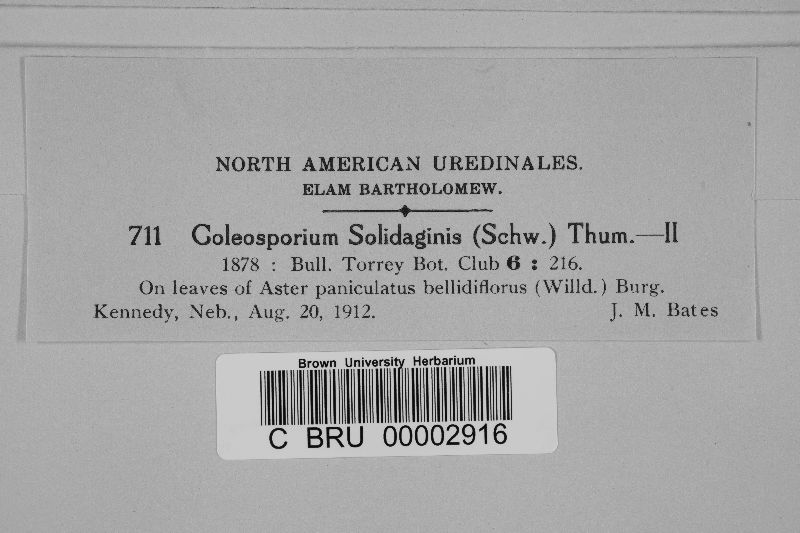 NORTH AMERICAN UREDINALES.
ELAM BARTHOLOMEW.
711 Coleosporium Solidaginis (Schw.) Thum.—II
1878 : Bull. Torrey Bot. Club 6 : 216.
On leaves of Aster paniculatus bellidiflorus (Willd.) Burg.
Kennedy, Neb., Aug. 20, 1912. J. M. Bates
Brown University Herbarium
C BRU 00002916